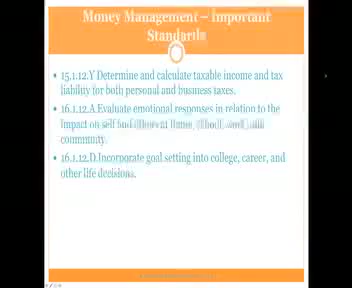 Money Management – Important
Standards
• 15.1.12.Y Determine and calculate taxable income and tax
liability for both personal and business taxes.
• 16.1.12.A Evaluate emotional responses in relation to the
impact on self and
community.
• 16.1.12.D Incorporate goal setting into college, career, and
other life decisions.